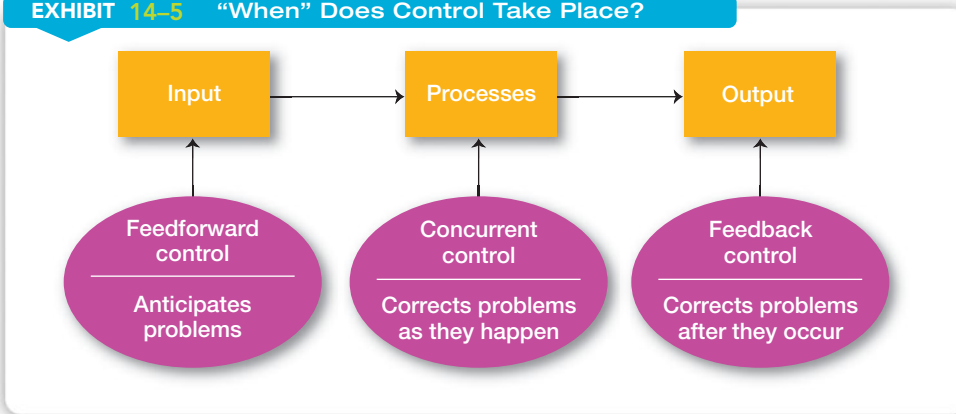 EXHIBIT 14–5 “When” Does Control Take Place?
Input
Processes
Output
Feedforward
control
Anticipates
problems
Concurrent
control
Corrects problems
as they happen
Feedback
control
Corrects problems
after they occur